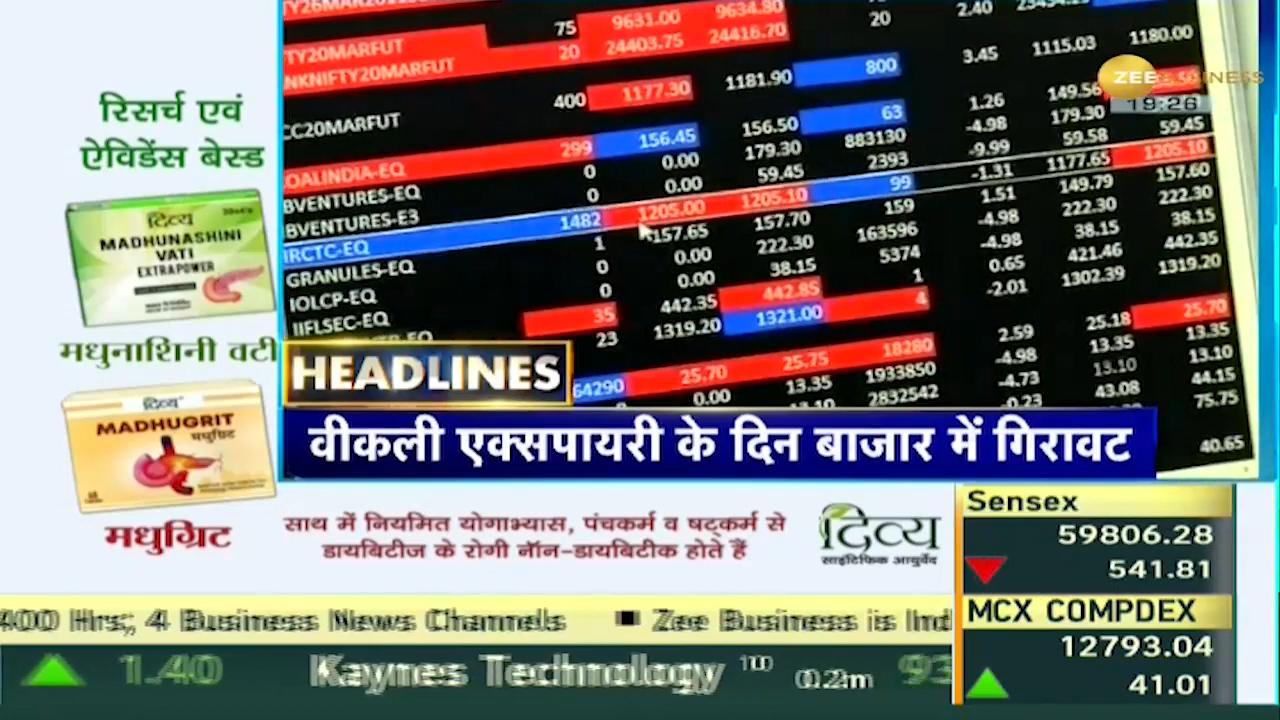 रिसर्च एवं
ऐविडेंस बेस्ड
दिव्य
MADHUNASHINI
VATI
EXTRAPOWER
मधुनाशिनी वटी
दिव्य
MADHUGRIT
मधुग्रिट
मधुग्रिट
75 9631.00 9634.80 20 2.40
TY20MARFUT 20 24403.75 24416.70 3.45 1115.03 1180.00
NKNIFTY20MARFUT 400 1177.30 1181.90 800
CC20MARFUT 299 156.45 156.50 63 1.26 149.56
OALINDIA-EQ 0 0.00 179.30 883130 -4.98 179.30
BVENTURES-EQ 0 0.00 59.45 2393 -9.99 59.58 59.45
BVENTURES-E3 1482 1205.00 1205.10 99 -1.31 1177.65 1205.10
IRCTC-EQ 1 157.65 157.70 159 1.51 149.79 157.60
GRANULES-EQ 0 0.00 222.30 163596 -4.98 222.30 222.30
IOLCP-EQ 0 0.00 38.15 5374 -4.98 38.15 38.15
IIFLSEC-EQ 35 442.35 442.85 1 0.65 421.46 442.35
23 1319.20 1321.00 4 -2.01 1302.39 1319.20
64290 25.70 25.75 18280 2.59 25.18 25.70
0.00 13.35 1933850 -4.98 13.35 13.35
2832542 -4.73 13.10 13.10
-0.23 43.08 44.15
75.75
40.65
ZEE BUSINESS
19:26
HEADLINES
वीकली एक्सपायरी के दिन बाजार में गिरावट
साथ में नियमित योगाभ्यास, पंचकर्म व षट्कर्म से
डायबिटीज के रोगी नॉन-डायबिटीक होते हैं
दिव्य
साइंटिफिक आयुर्वेद
Sensex
59806.28
541.81
MCX COMPDEX
12793.04
41.01
400 Hrs; 4 Business News Channels ■ Zee Business is Ind
1.40 Kaynes Technology 100 0.2m 93